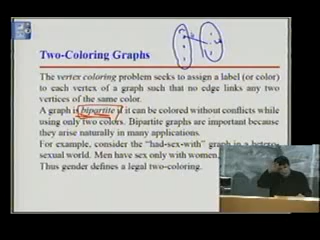 Two-Coloring Graphs
The vertex coloring problem seeks to assign a label (or color)
to each vertex of a graph such that no edge links any two
vertices of the same color.
A graph is bipartite if it can be colored without conflicts while
using only two colors. Bipartite graphs are important because
they arise naturally in many applications.
For example, consider the "had-sex-with" graph in a hetero-
sexual world. Men have sex only with women,
Thus gender defines a legal two-coloring.